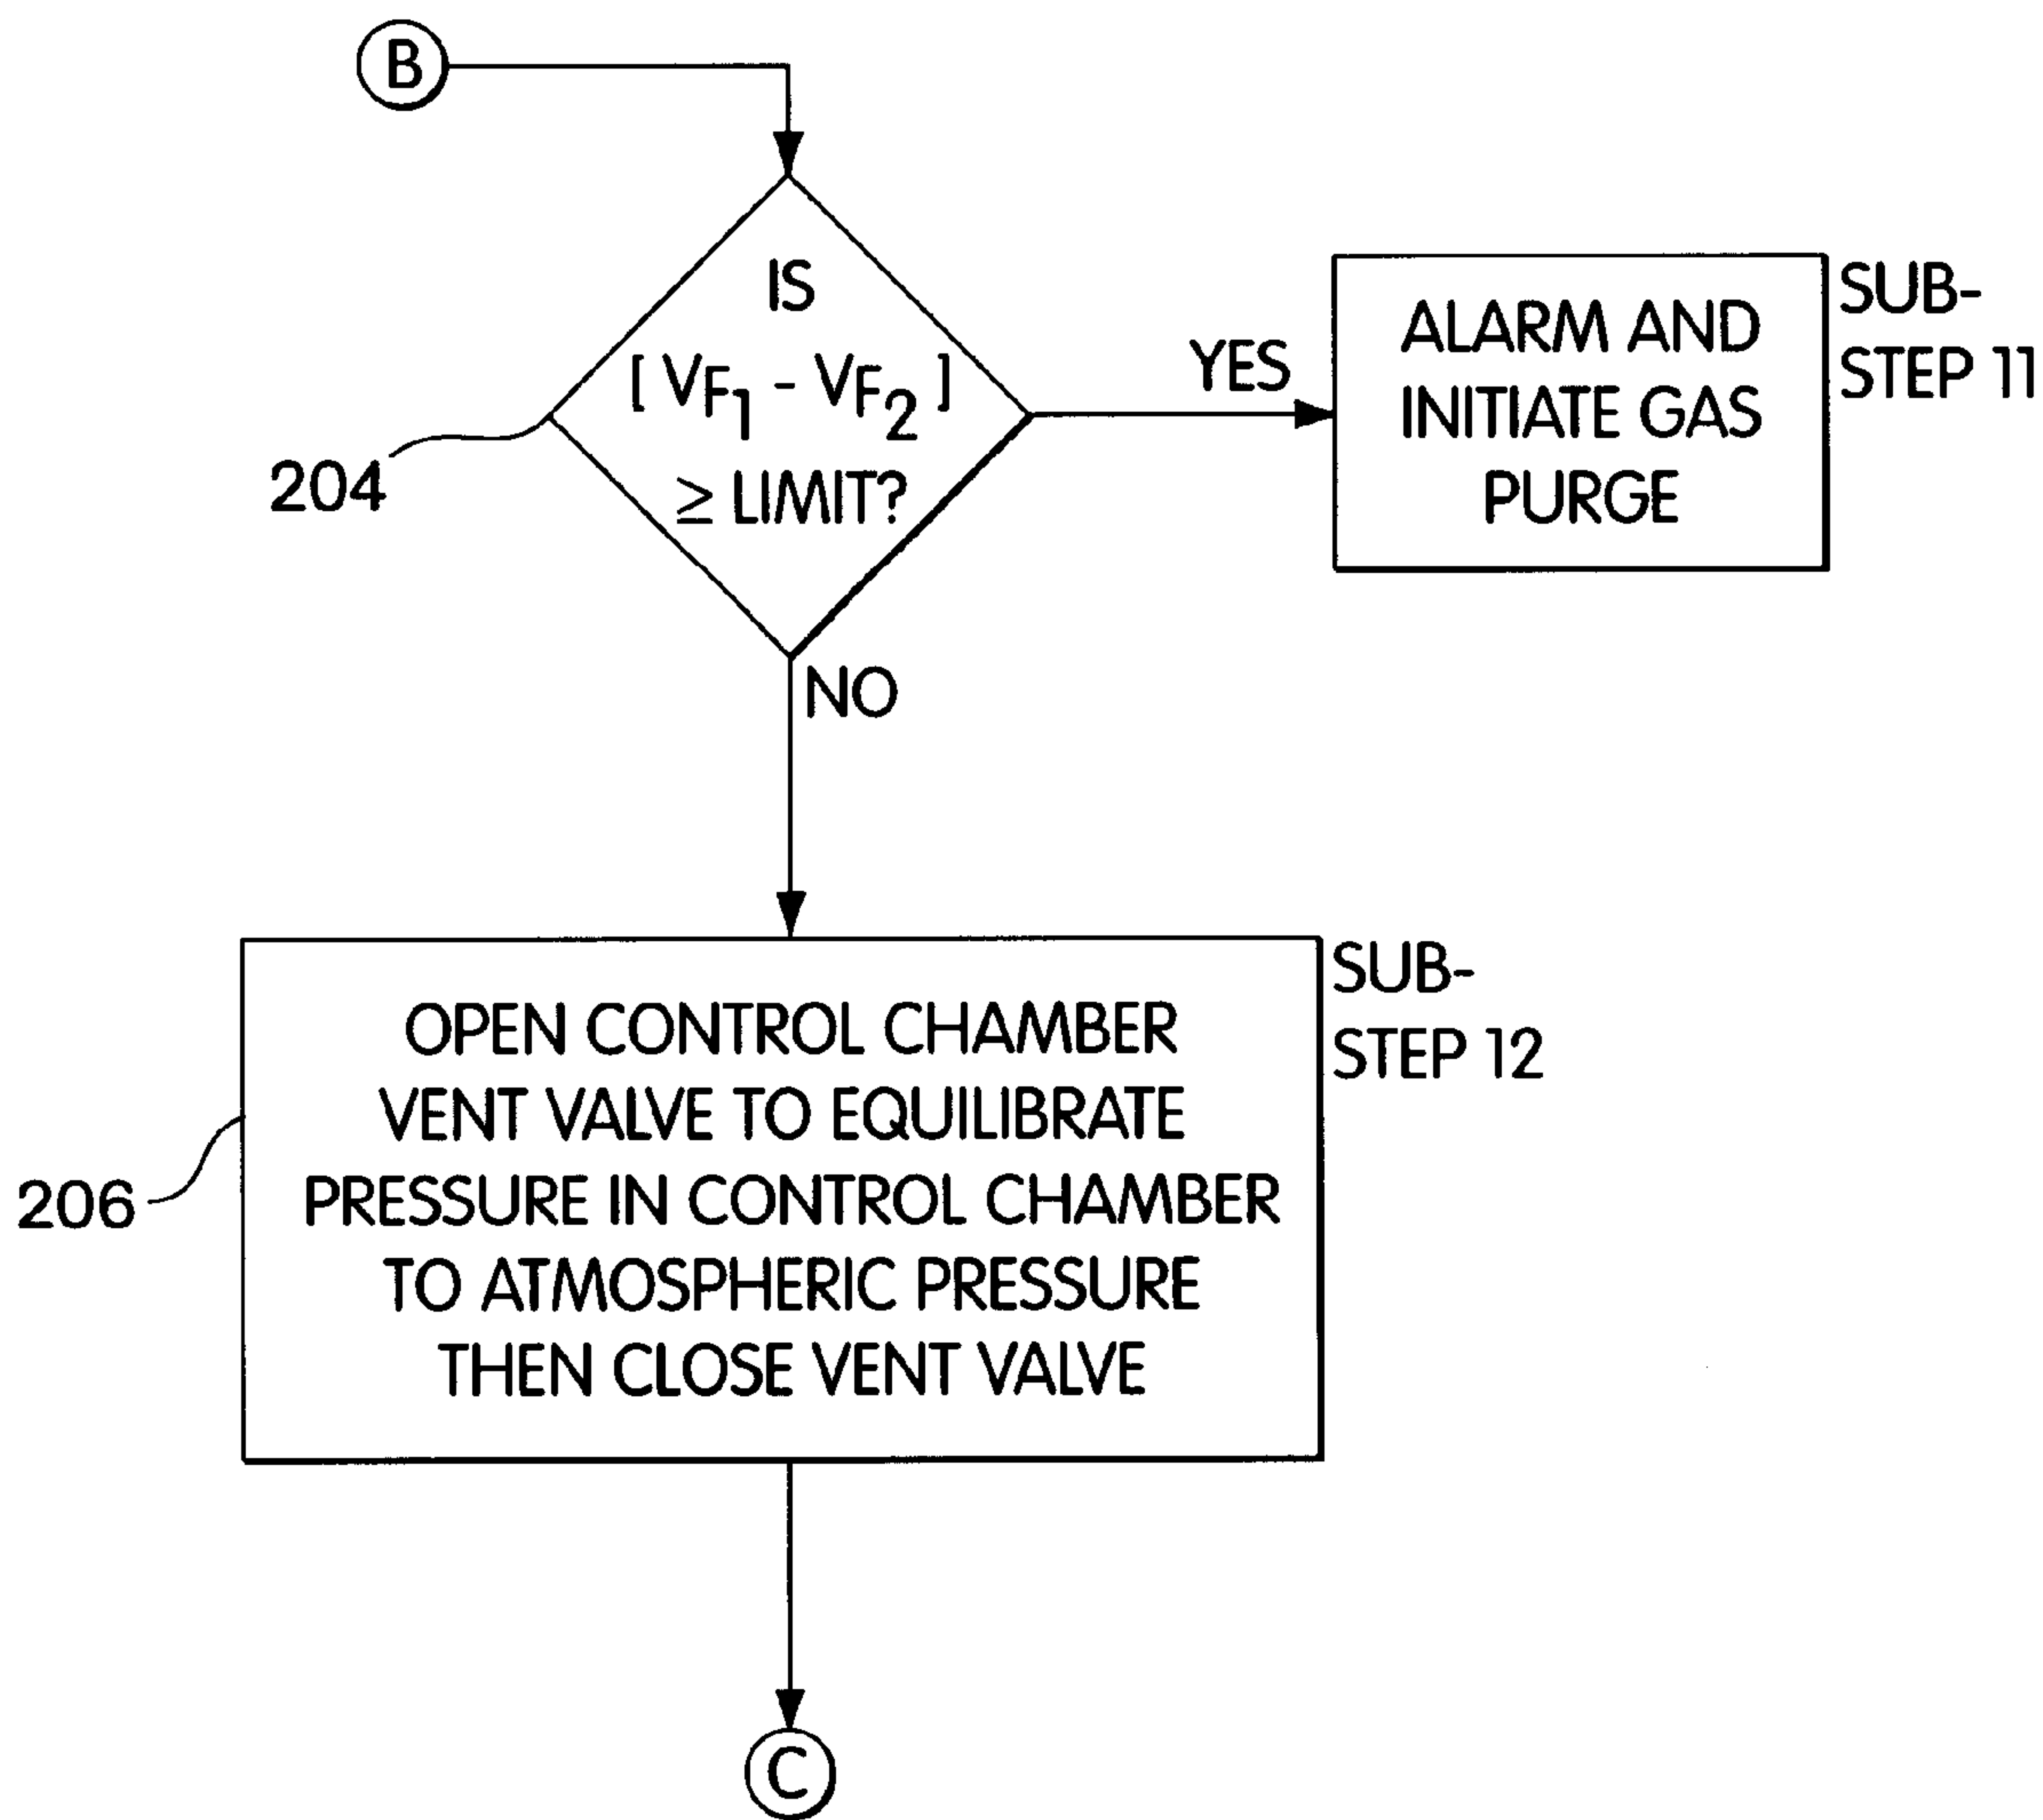 B
IS
[ VF1 - VF2 ]
≥ LIMIT?
204
YES
ALARM AND
INITIATE GAS
PURGE
SUB-
STEP 11
NO
OPEN CONTROL CHAMBER
VENT VALVE TO EQUILIBRATE
PRESSURE IN CONTROL CHAMBER
TO ATMOSPHERIC PRESSURE
THEN CLOSE VENT VALVE
SUB-
STEP 12
206
C